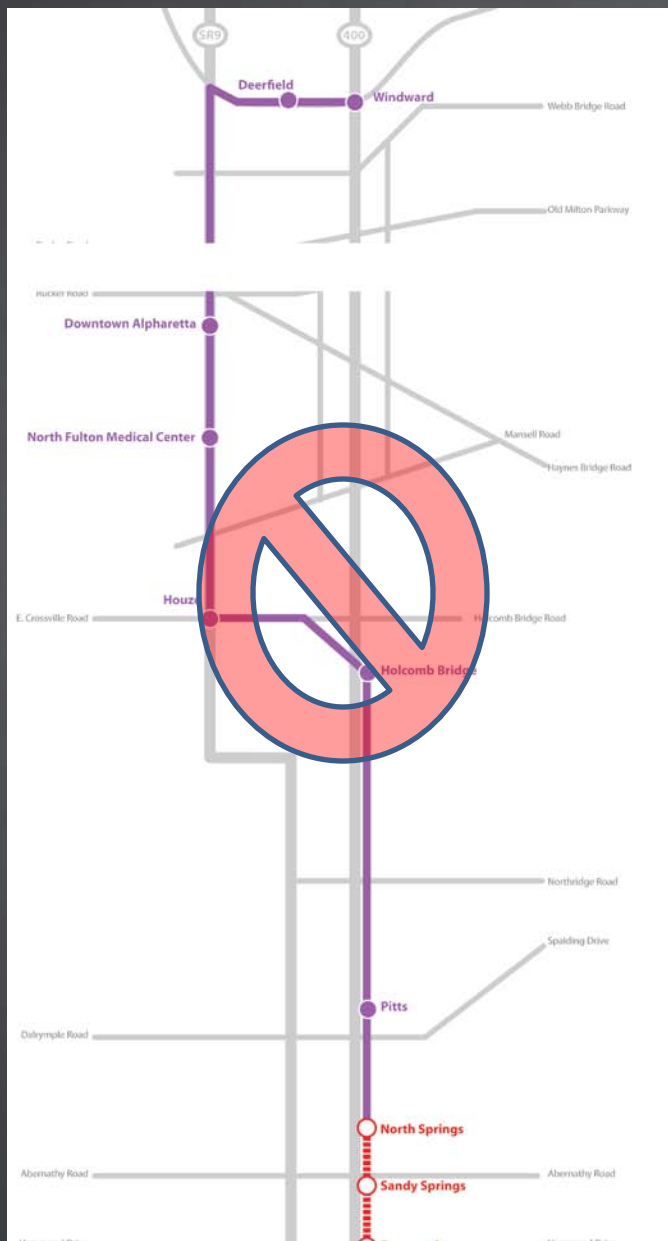 SR9
400
Deerfield
Windward
Webb Bridge Road
Old Milton Parkway
Rucker Road
Downtown Alpharetta
North Fulton Medical Center
Mansell Road
Haynes Bridge Road
Houze
E. Crossville Road
Holcomb Bridge Road
Holcomb Bridge
Northridge Road
Spalding Drive
Pitts
Dalrymple Road
North Springs
Abernathy Road
Abernathy Road
Sandy Springs